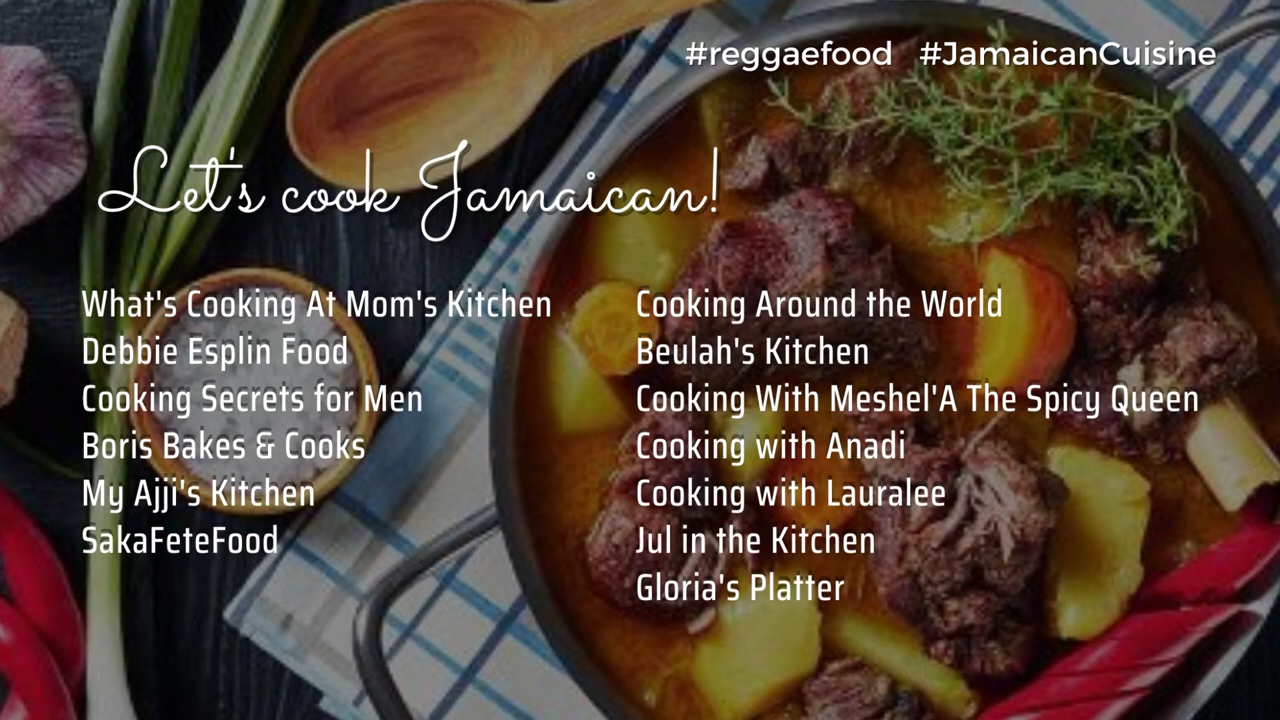 #reggaefood #JamaicanCuisine
Let's cook Jamaican!
What's Cooking At Mom's Kitchen
Debbie Esplin Food
Cooking Secrets for Men
Boris Bakes & Cooks
My Ajji's Kitchen
SakaFeteFood
Cooking Around the World
Beulah's Kitchen
Cooking With Meshel'A The Spicy Queen
Cooking with Anadi
Cooking with Lauralee
Jul in the Kitchen
Gloria's Platter